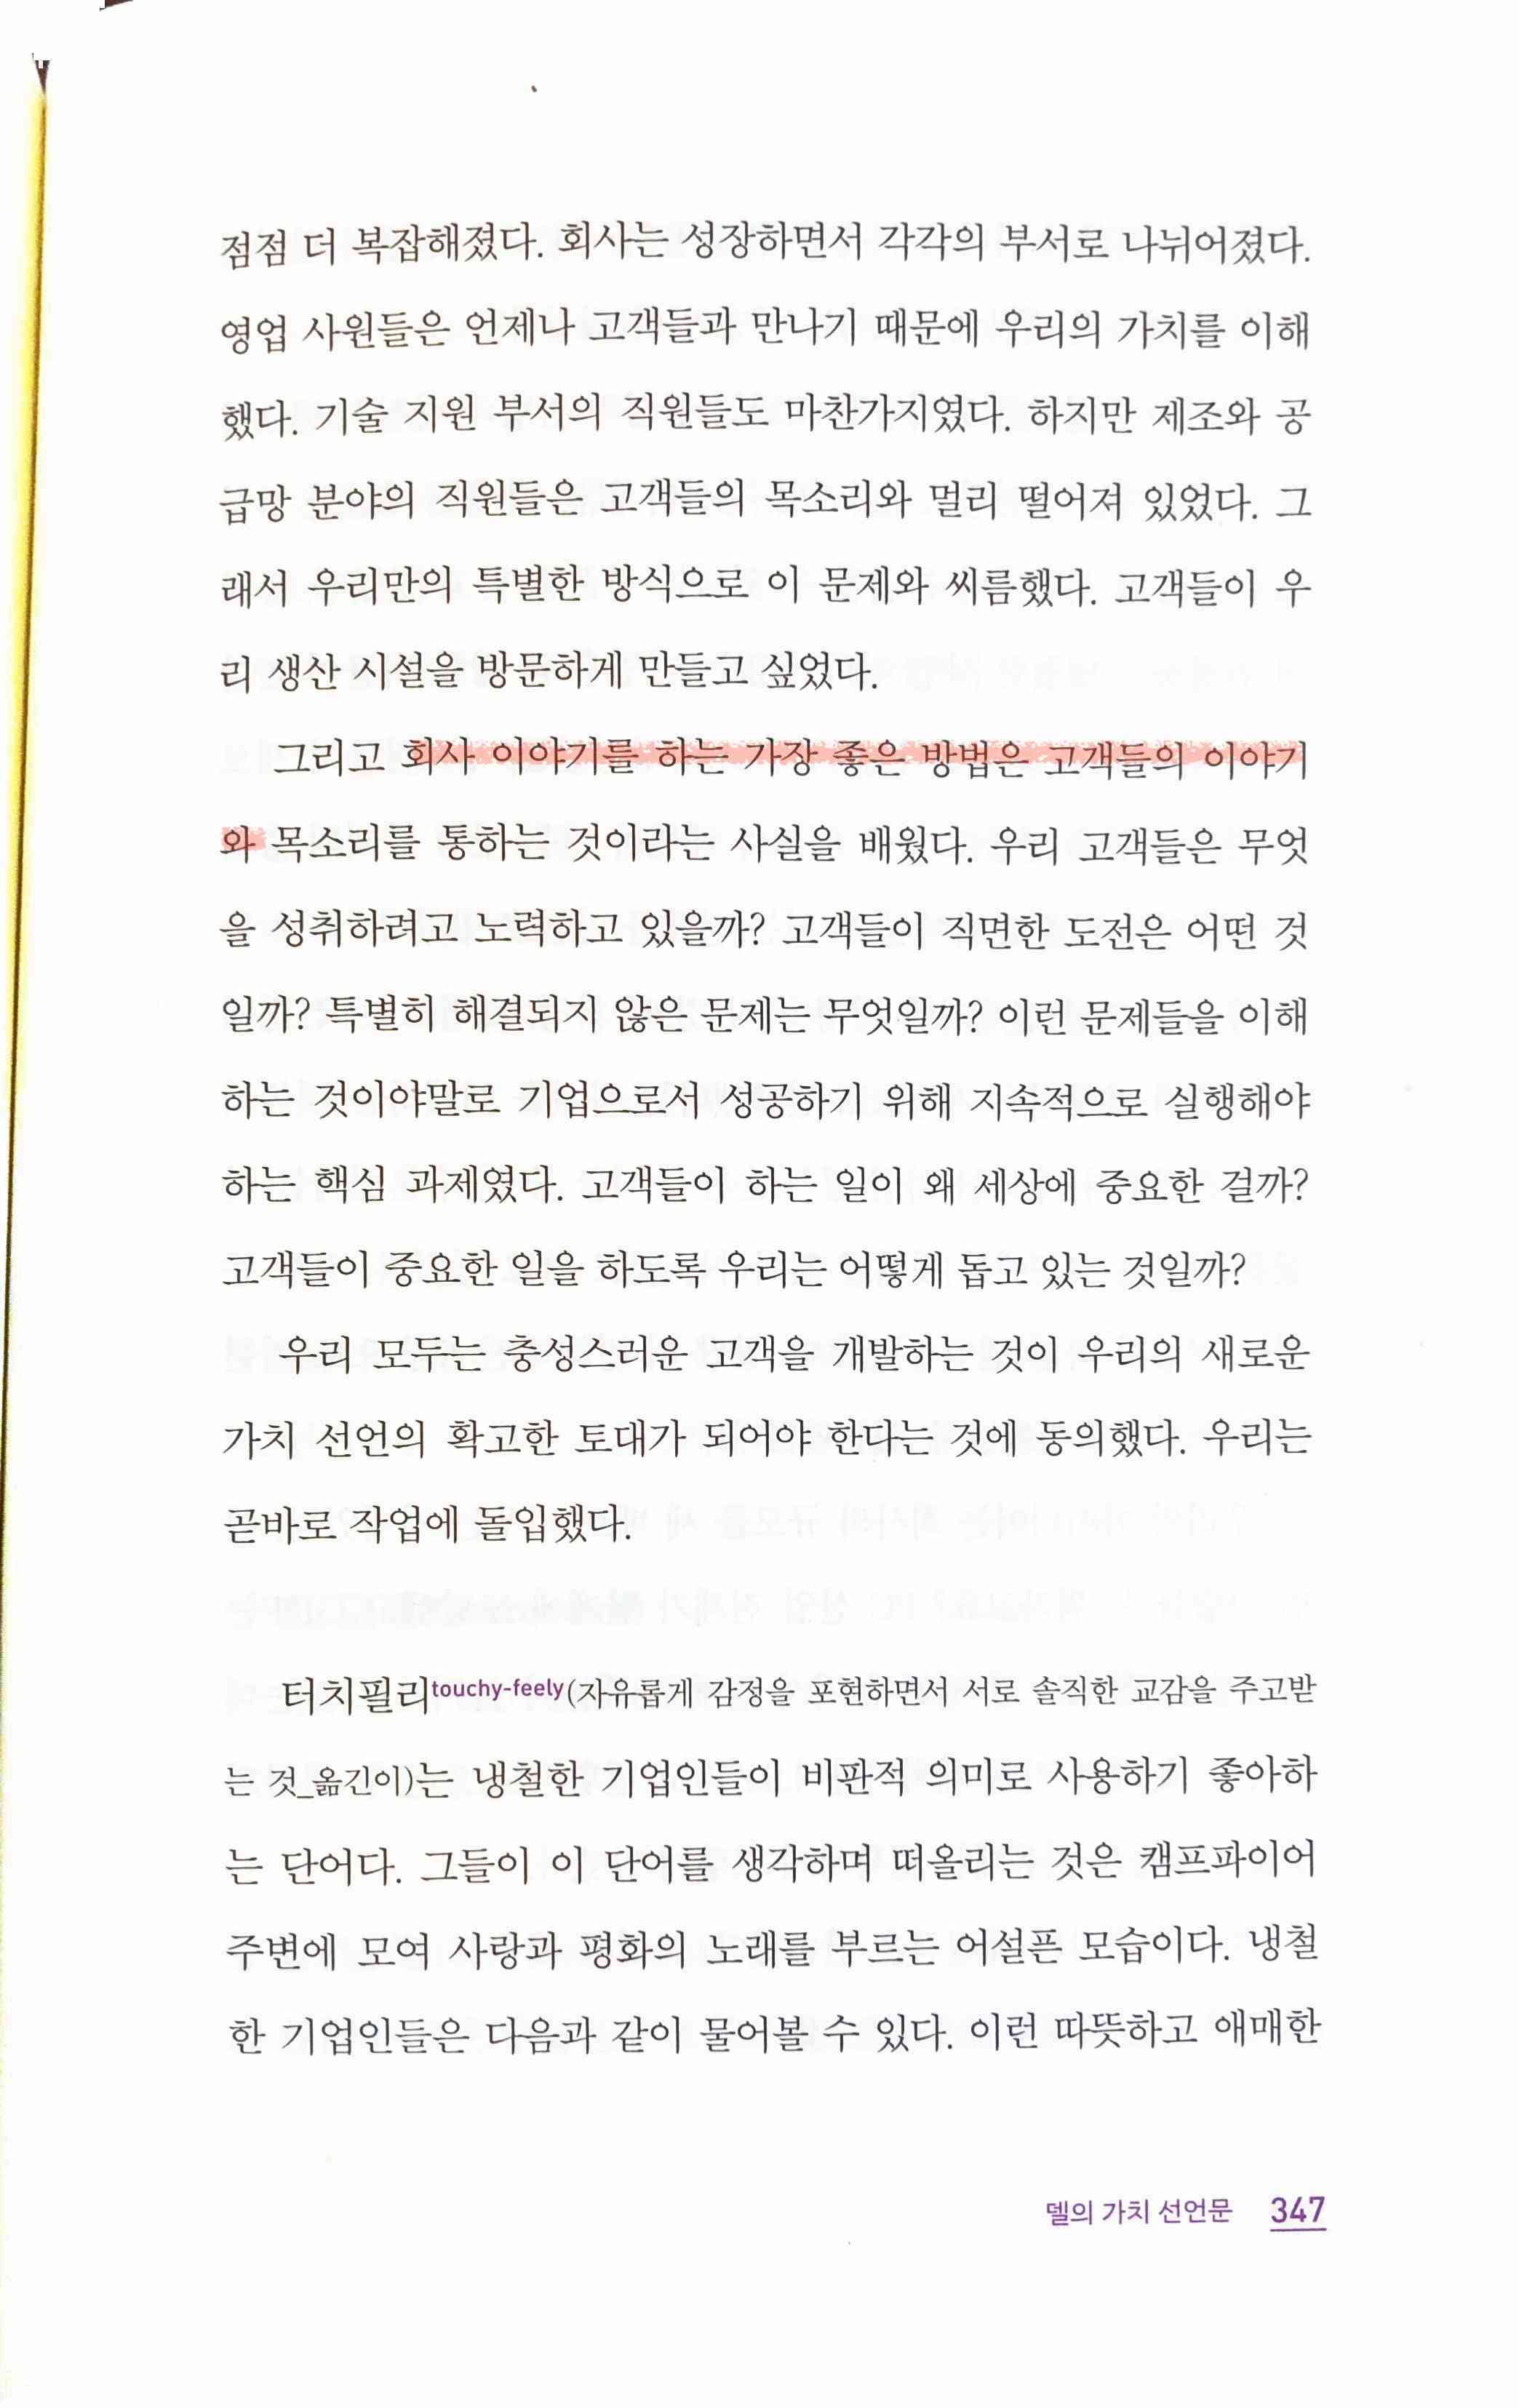 점점 더 복잡해졌다. 회사는 성장하면서 각각의 부서로 나뉘어졌다.
영업 사원들은 언제나 고객들과 만나기 때문에 우리의 가치를 이해
했다. 기술 지원 부서의 직원들도 마찬가지였다. 하지만 제조와 공
급망 분야의 직원들은 고객들의 목소리와 멀리 떨어져 있었다. 그
래서 우리만의 특별한 방식으로 이 문제와 씨름했다. 고객들이 우
리 생산 시설을 방문하게 만들고 싶었다.
그리고 회사 이야기를 하는 가장 좋은 방법은 고객들의 이야기
와 목소리를 통하는 것이라는 사실을 배웠다. 우리 고객들은 무엇
을 성취하려고 노력하고 있을까? 고객들이 직면한 도전은 어떤 것
일까? 특별히 해결되지 않은 문제는 무엇일까? 이런 문제들을 이해
하는 것이야말로 기업으로서 성공하기 위해 지속적으로 실행해야
하는 핵심 과제였다. 고객들이 하는 일이 왜 세상에 중요한 걸까?
고객들이 중요한 일을 하도록 우리는 어떻게 돕고 있는 것일까?
우리 모두는 충성스러운 고객을 개발하는 것이 우리의 새로운
가치 선언의 확고한 토대가 되어야 한다는 것에 동의했다. 우리는
곧바로 작업에 돌입했다.
터치필리touchy-feely(자유롭게 감정을 포현하면서 서로 솔직한 교감을 주고받
는 것_옮긴이)는 냉철한 기업인들이 비판적 의미로 사용하기 좋아하
는 단어다. 그들이 이 단어를 생각하며 떠올리는 것은 캠프파이어
주변에 모여 사랑과 평화의 노래를 부르는 어설픈 모습이다. 냉철
한 기업인들은 다음과 같이 물어볼 수 있다. 이런 따뜻하고 애매한
델의 가치 선언문 347